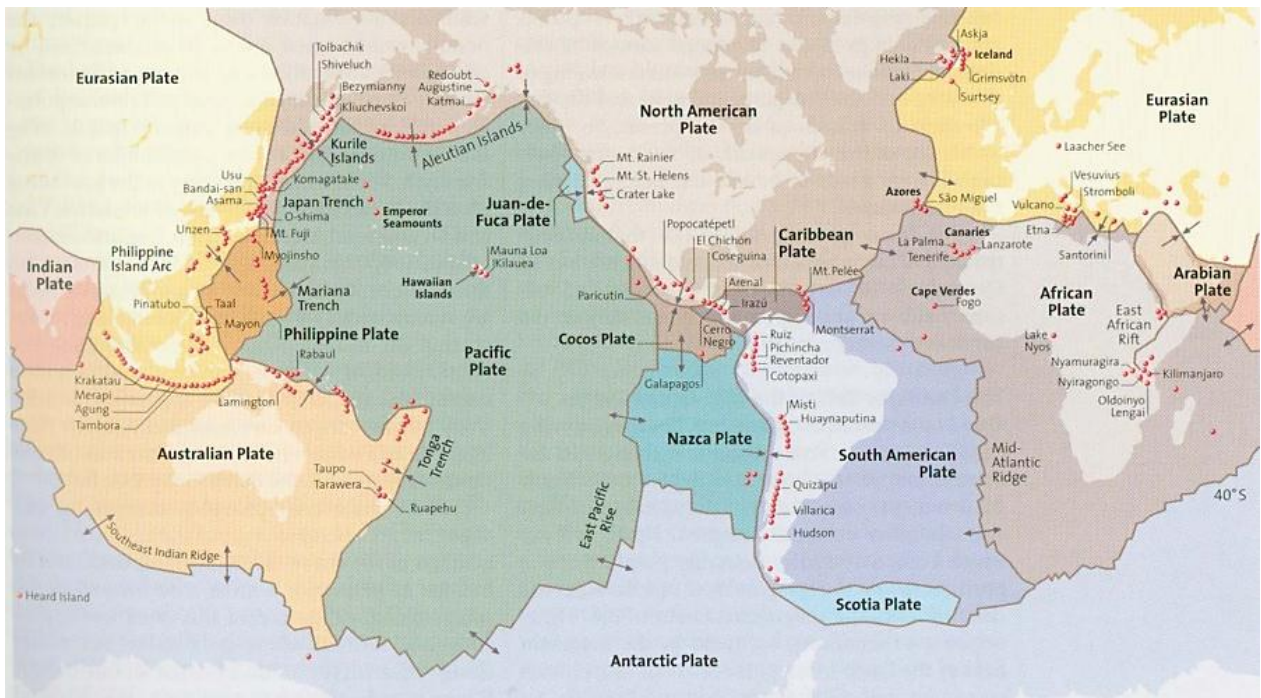 Eurasian Plate
Tolbachik
Shiveluch
Bezymianny
Kliuchevskoi
Kurile
Islands
Redoubt
Augustine
Katmai
Aleutian Islands
North American
Plate
Hekla
Laki
Askja
Iceland
Grimsvötn
Surtsey
Eurasian
Plate
Laacher See
Usu
Bandai-san
Asama
Komagatake
Japan Trench
O-shima
Mt. Fuji
Unzen
Myojinsho
Emperor
Seamounts
Juan-de-
Fuca Plate
Mt. Rainier
Mt. St. Helens
Crater Lake
Popocatépetl
El Chichón
Coseguina
Caribbean
Plate
Azores
São Miguel
Canaries
La Palma
Tenerife
Lanzarote
Vesuvius
Stromboli
Vulcano
Etna
Santorini
Indian
Plate
Philippine
Island Arc
Pinatubo
Taal
Mayon
Mariana
Trench
Philippine Plate
Mauna Loa
Kilauea
Hawaiian
Islands
Paricutín
Arenal
Irazú
Mt. Pelée
Montserrat
Cape Verdes
Fogo
African
Plate
Arabian
Plate
East
African
Rift
Lake
Nyos
Nyamuragira
Nyiragongo
Kilimanjaro
Oldoinyo
Lengai
Krakatau
Merapi
Agung
Tambora
Rabaul
Lamington
Pacific
Plate
Cocos Plate
Cerro
Negro
Galapagos
Ruiz
Pichincha
Reventador
Cotopaxi
Australian Plate
Tonga
Trench
Taupo
Tarawera
Ruapehu
Nazca Plate
Misti
Huaynaputina
South American
Plate
Mid-
Atlantic
Ridge
Quizapu
Villarica
Hudson
40°S
Southeast Indian Ridge
East Pacific
Rise
Heard Island
Scotia Plate
Antarctic Plate